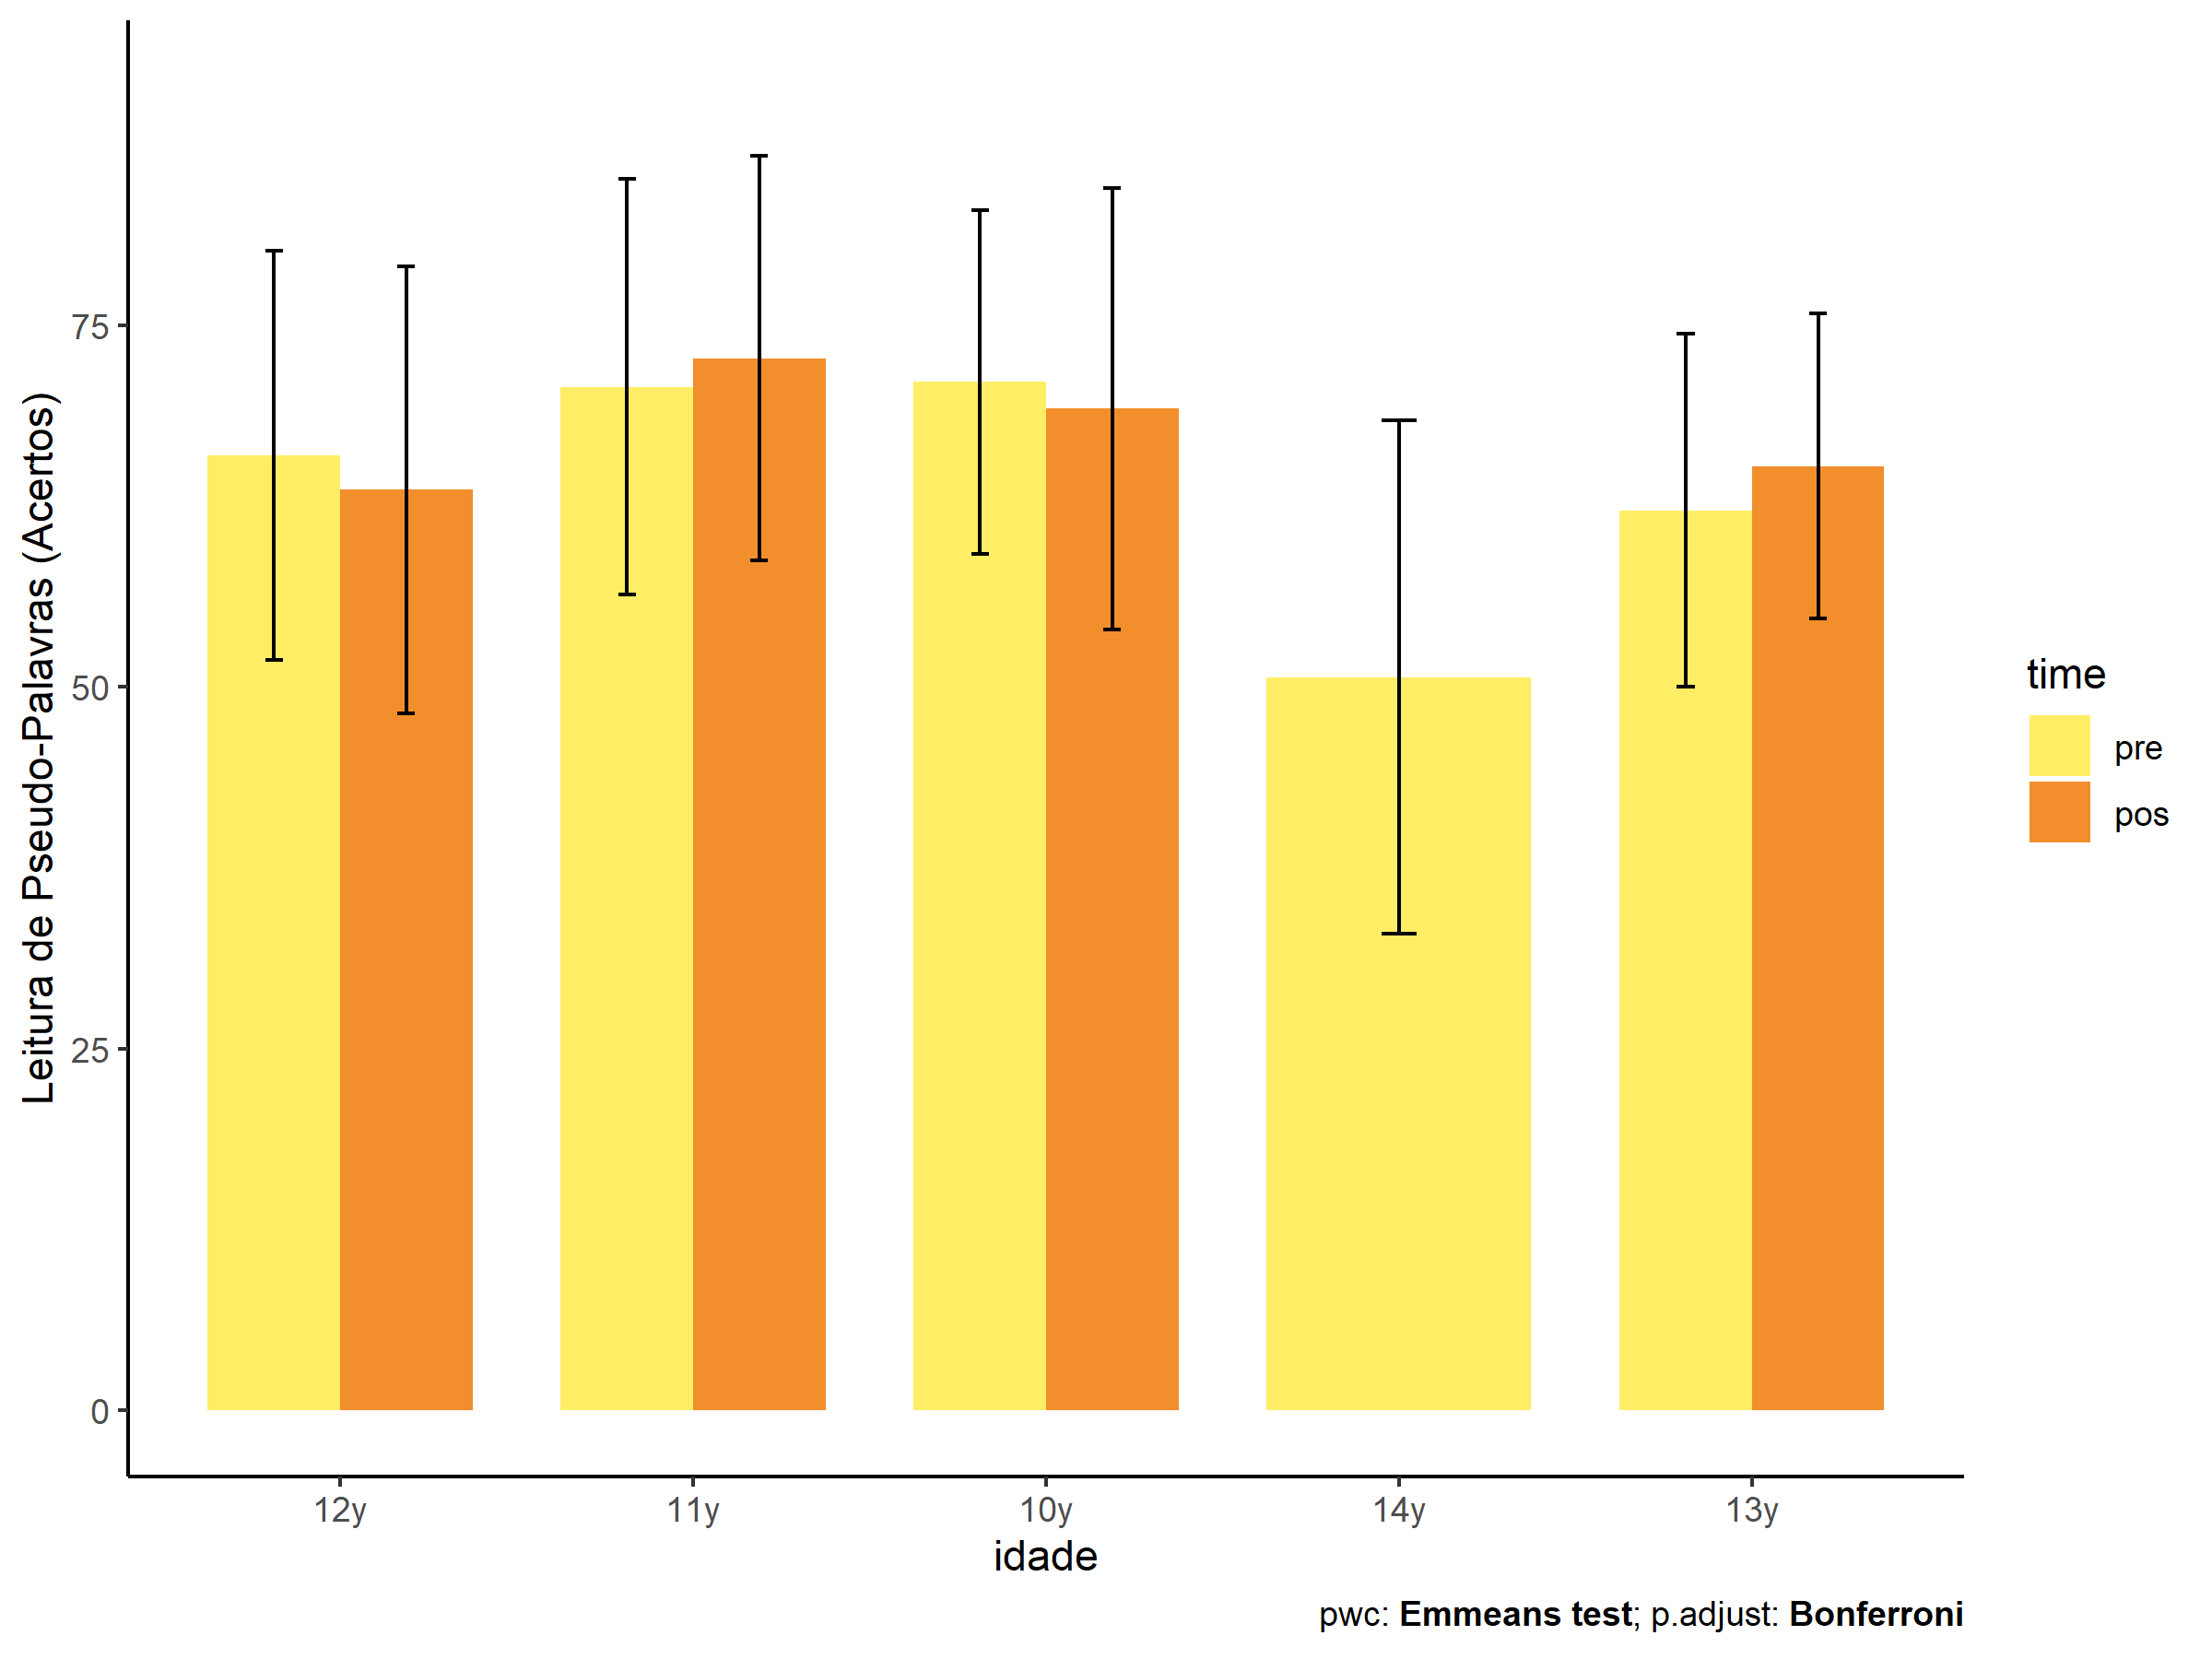 Leitura de Pseudo-Palavras (Acertos)
75
50
25
0
12y
11y
10y
14y
13y
idade
time
pre
pos
pwc: Emmeans test; p.adjust: Bonferroni